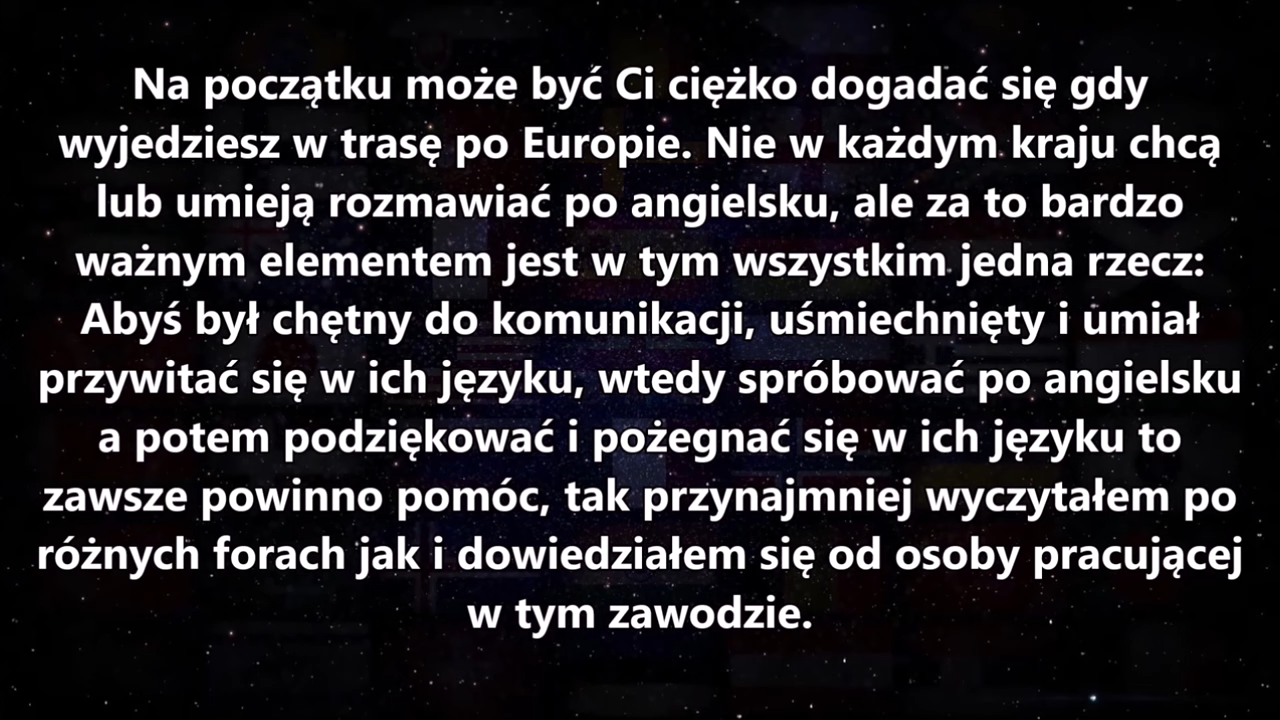 Na początku może być Ci ciężko dogadać się gdy
wyjedziesz w trasę po Europie. Nie w każdym kraju chcą
lub umieją rozmawiać po angielsku, ale za to bardzo
ważnym elementem jest w tym wszystkim jedna rzecz:
Abyś był chętny do komunikacji, uśmiechnięty i umiał
przywitać się w ich języku, wtedy spróbować po angielsku
a potem podziękować i pożegnać się w ich języku to
zawsze powinno pomóc, tak przynajmniej wyczytałem po
różnych forach jak i dowiedziałem się od osoby pracującej
w tym zawodzie.